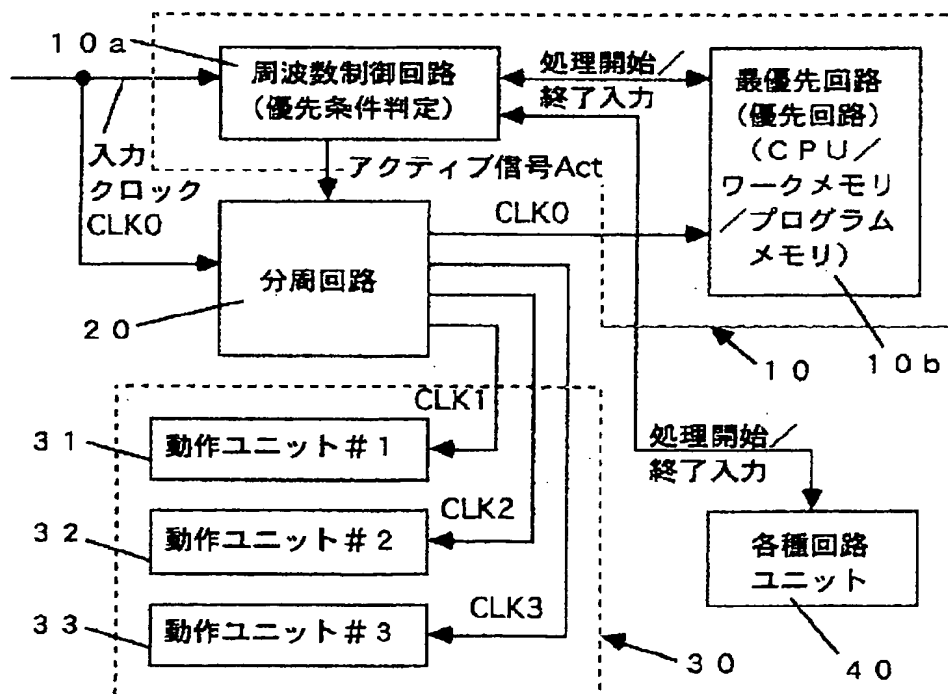 １０ａ
周波数制御回路
（優先条件判定）
処理開始／
終了入力
最優先回路
（優先回路）
（ＣＰＵ／
ワークメモリ
／プログラム
メモリ）
入力
クロック
CLK0
アクティブ信号Act
CLK0
分周回路
２０
１０
１０ｂ
CLK1
３１
動作ユニット＃１
処理開始／
終了入力
CLK2
３２
動作ユニット＃２
各種回路
ユニット
CLK3
３３
動作ユニット＃３
３０
４０